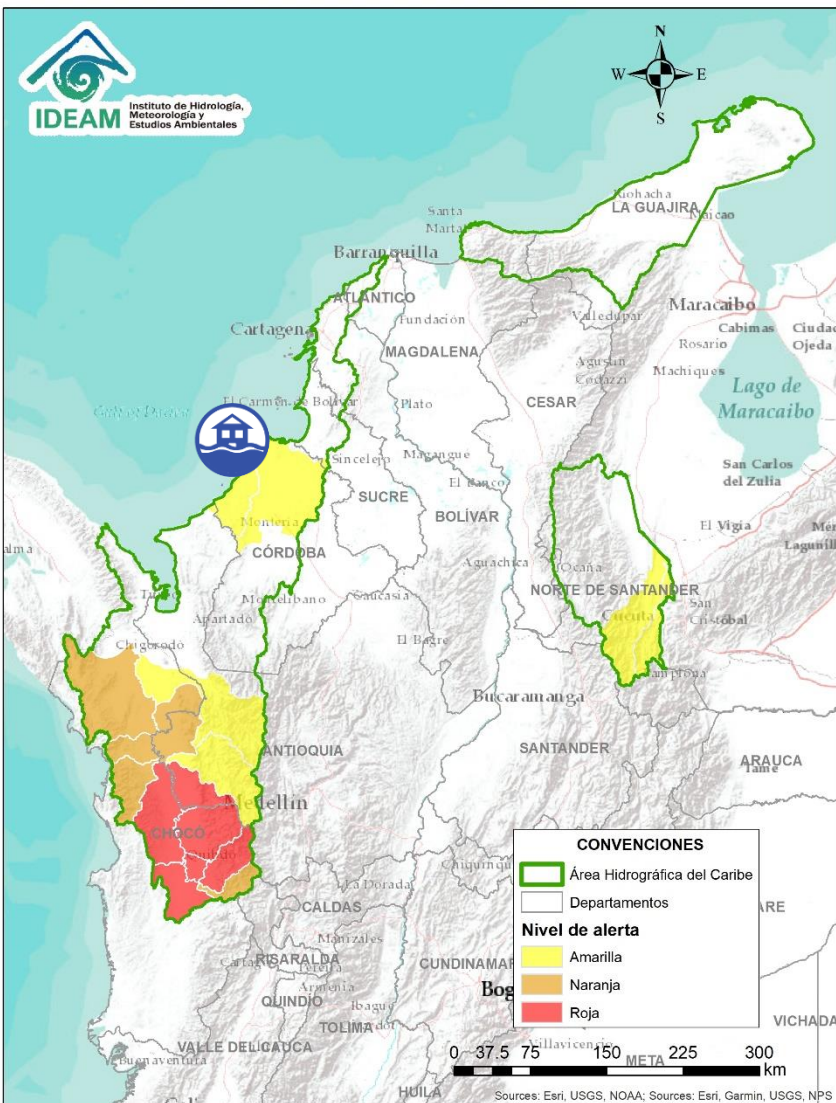 IDEAM
Instituto de Hidrología,
Meteorología y
Estudios Ambientales
N
W
E
S
Riohacha
LA GUAJIRA
Maicao
Santa
Marta
Barranquilla
ATLÁNTICO
Maracaibo
Cartagena
Fundación
Valledupar
Cabimas
Ciudad
Ojeda
Rosario
MAGDALENA
Machiques
Agustín
Codazzi
Lago de
Maracaibo
El Carmen de Bolívar
Plato
CESAR
Sincelejo
Magangué
San Carlos
del Zulia
SUCRE
El Banco
BOLÍVAR
Montería
El Vigía
CÓRDOBA
Aguachica
Ocaña
NORTE DE SANTANDER
Montelíbano
Caucasia
Apartadó
Cúcuta
San
Cristóbal
El Bagre
Chigorodó
Pamplona
Bucaramanga
ANTIOQUIA
SANTANDER
ARAUCA
Tame
Medellín
CHOCÓ
Quibdó
La Dorada
CALDAS
Manizales
RISARALDA
Pereira
Armenia
QUINDÍO
Ibagué
TOLIMA
VALLE DEL CAUCA
Buenaventura
HUILA
Villavicencio
META
VICHADA
CONVENCIONES
Área Hidrográfica del Caribe
Departamentos
Nivel de alerta
Amarilla
Naranja
Roja
0 37.5 75 150 225 300
km
Sources: Esri, USGS, NOAA; Sources: Esri, Garmin, USGS, NPS